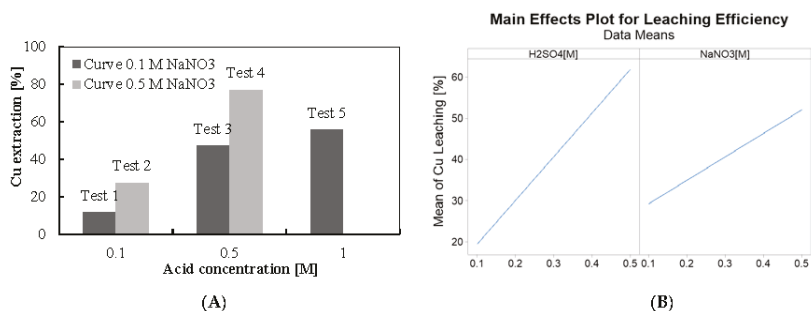 100
80
60
40
20
0
Cu extraction [%]
Curve 0.1 M NaNO3
Curve 0.5 M NaNO3
Test 1
Test 2
Test 3
Test 4
Test 5
0.1 0.5 1
Acid concentration [M]
(A)
Main Effects Plot for Leaching Efficiency
Data Means
H2SO4[M] NaNO3[M]
Mean of Cu Leaching [%]
60
50
40
30
20
0.1 0.2 0.3 0.4 0.5 0.1 0.2 0.3 0.4 0.5
(B)